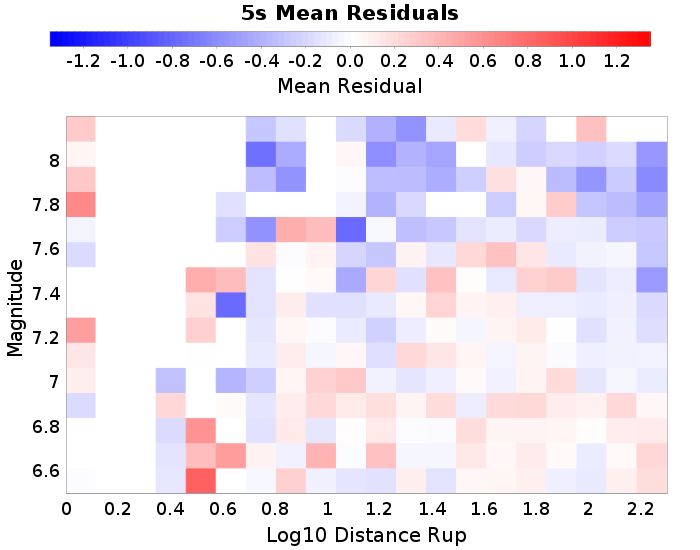 5s Mean Residuals
-1.2 -1.0 -0.8 -0.6 -0.4 -0.2 0.0 0.2 0.4 0.6 0.8 1.0 1.2
Mean Residual
8
7.8
7.6
7.4
7.2
7
6.8
6.6
Magnitude
0 0.2 0.4 0.6 0.8 1 1.2 1.4 1.6 1.8 2 2.2
Log10 Distance Rup